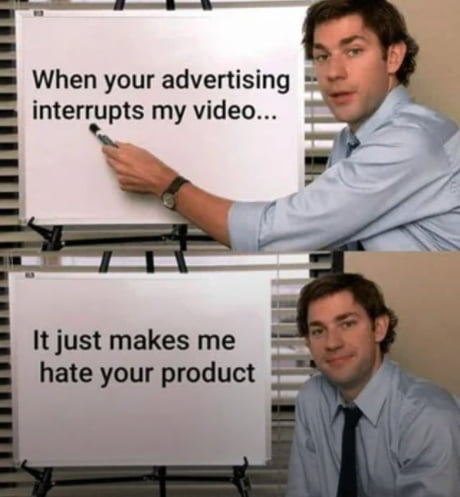 When your advertising
interrupts my video...
It just makes me
hate your product